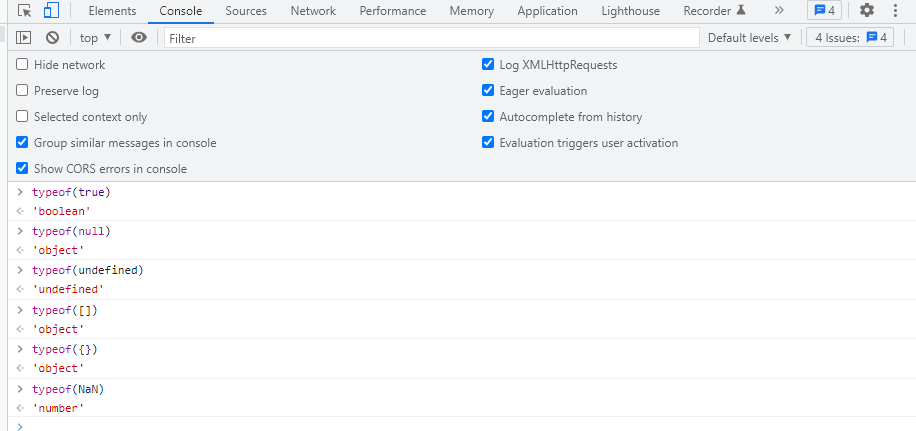 Elements Console Sources Network Performance Memory Application Lighthouse Recorder 4
top Filter Default levels 4 Issues: 4
Hide network Log XMLHttpRequests
Preserve log Eager evaluation
Selected context only Autocomplete from history
Group similar messages in console Evaluation triggers user activation
Show CORS errors in console
typeof(true)
'boolean'
typeof(null)
'object'
typeof(undefined)
'undefined'
typeof([])
'object'
typeof({})
'object'
typeof(NaN)
'number'